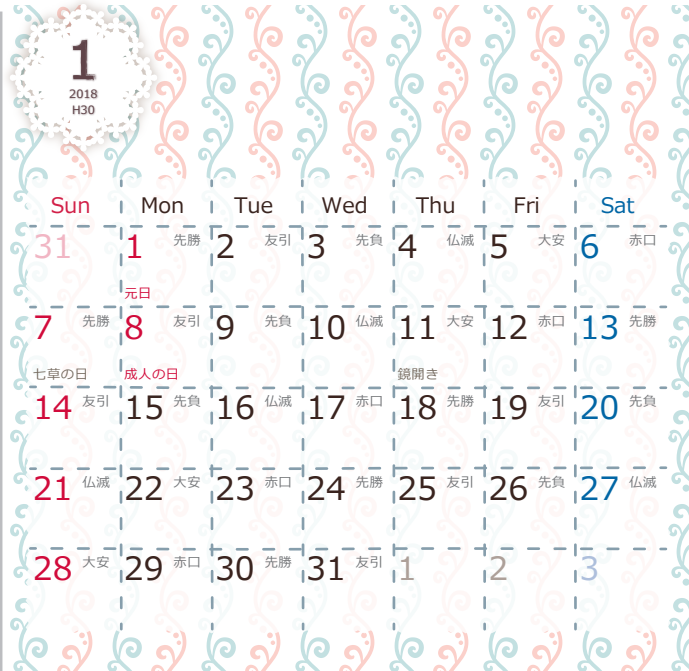 1
2018
H30
Sun Mon Tue Wed Thu Fri Sat
31 1 先勝 2 友引 3 先負 4 仏滅 5 大安 6 赤口
元日
7 先勝 8 友引 9 先負 10 仏滅 11 大安 12 赤口 13 先勝
七草の日 成人の日 鏡開き
14 友引 15 先負 16 仏滅 17 赤口 18 先勝 19 友引 20 先負
21 仏滅 22 大安 23 赤口 24 先勝 25 友引 26 先負 27 仏滅
28 大安 29 赤口 30 先勝 31 友引 1 2 3